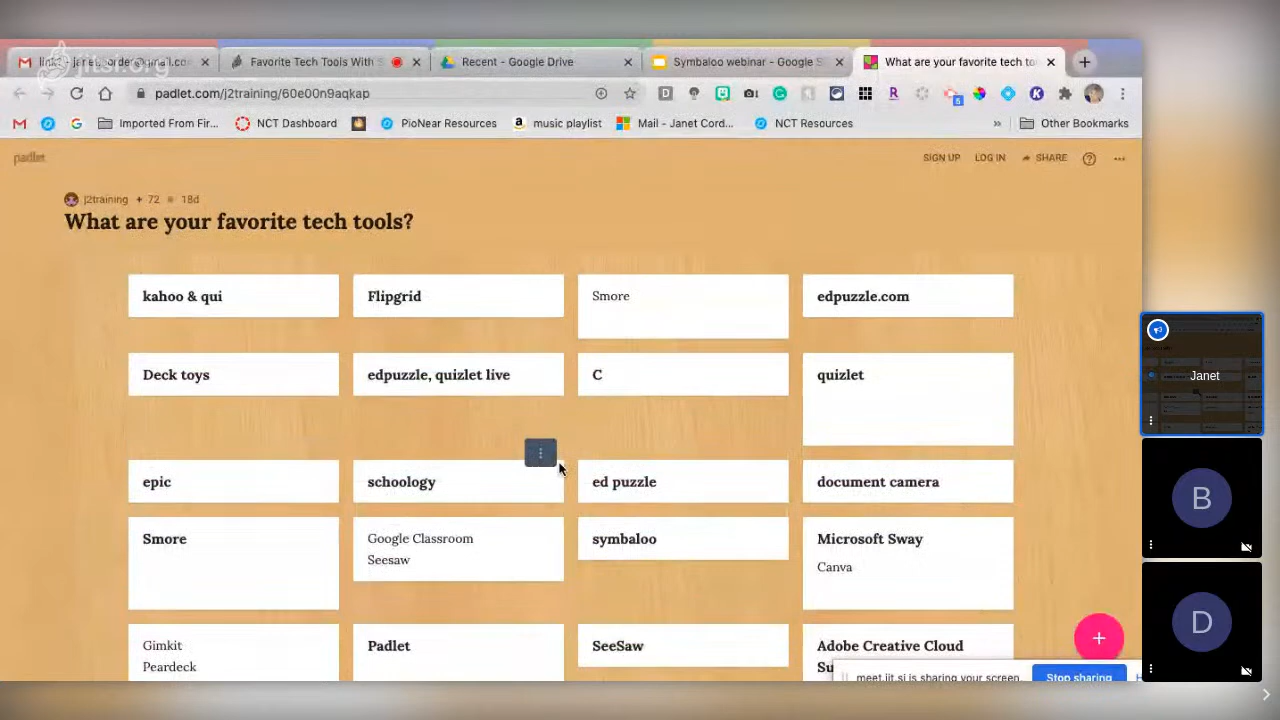 jitsi.org
Favorite Tech Tools With S
Recent - Google Drive
Symbaloo webinar - Google S
What are your favorite tech to
padlet.com/j2training/60e00n9aqkap
Imported From Fir...
NCT Dashboard
PioNear Resources
music playlist
Mail - Janet Cord...
NCT Resources
»
Other Bookmarks
padlet
SIGN UP
LOG IN
SHARE
j2training + 72 18d
What are your favorite tech tools?
kahoo & qui
Flipgrid
Smore
edpuzzle.com
Deck toys
edpuzzle, quizlet live
C
quizlet
epic
schoology
ed puzzle
document camera
Smore
Google Classroom
Seesaw
symbaloo
Microsoft Sway
Canva
Gimkit
Peardeck
Padlet
SeeSaw
Adobe Creative Cloud
meet.jit.si is sharing your screen.
Stop sharing
Janet
B
D